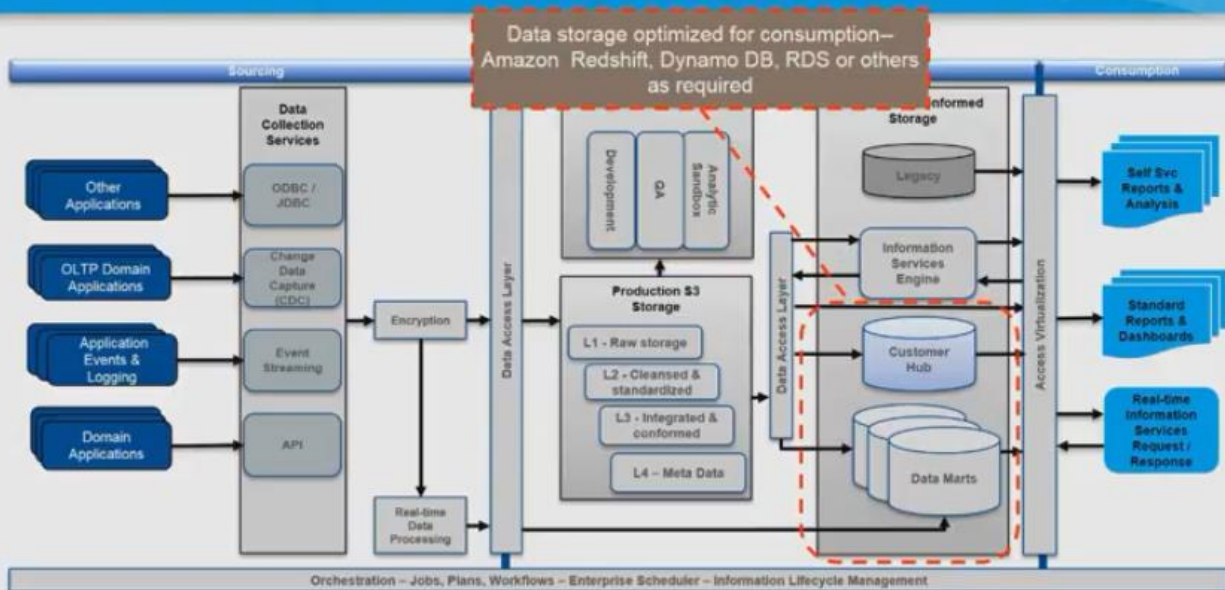 Data storage optimized for consumption–
Amazon Redshift, Dynamo DB, RDS or others
as required
Sourcing
Consumption
Data
Collection
Services
Other
Applications
OLTP Domain
Applications
Application
Events &
Logging
Domain
Applications
ODBC /
JDBC
Change
Data
Capture
(CDC)
Event
Streaming
API
Encryption
Real-time
Data
Processing
Data Access Layer
Development
QA
Analytic
Sandbox
Production S3
Storage
L1 - Raw storage
L2 - Cleansed &
standardized
L3 - Integrated &
conformed
L4 – Meta Data
Data Access Layer
Storage
Legacy
Information
Services
Engine
Customer
Hub
Data Marts
Access Virtualization
Self Svc
Reports &
Analysis
Standard
Reports &
Dashboards
Real-time
Information
Services
Request /
Response
Orchestration – Jobs, Plans, Workflows – Enterprise Scheduler – Information Lifecycle Management